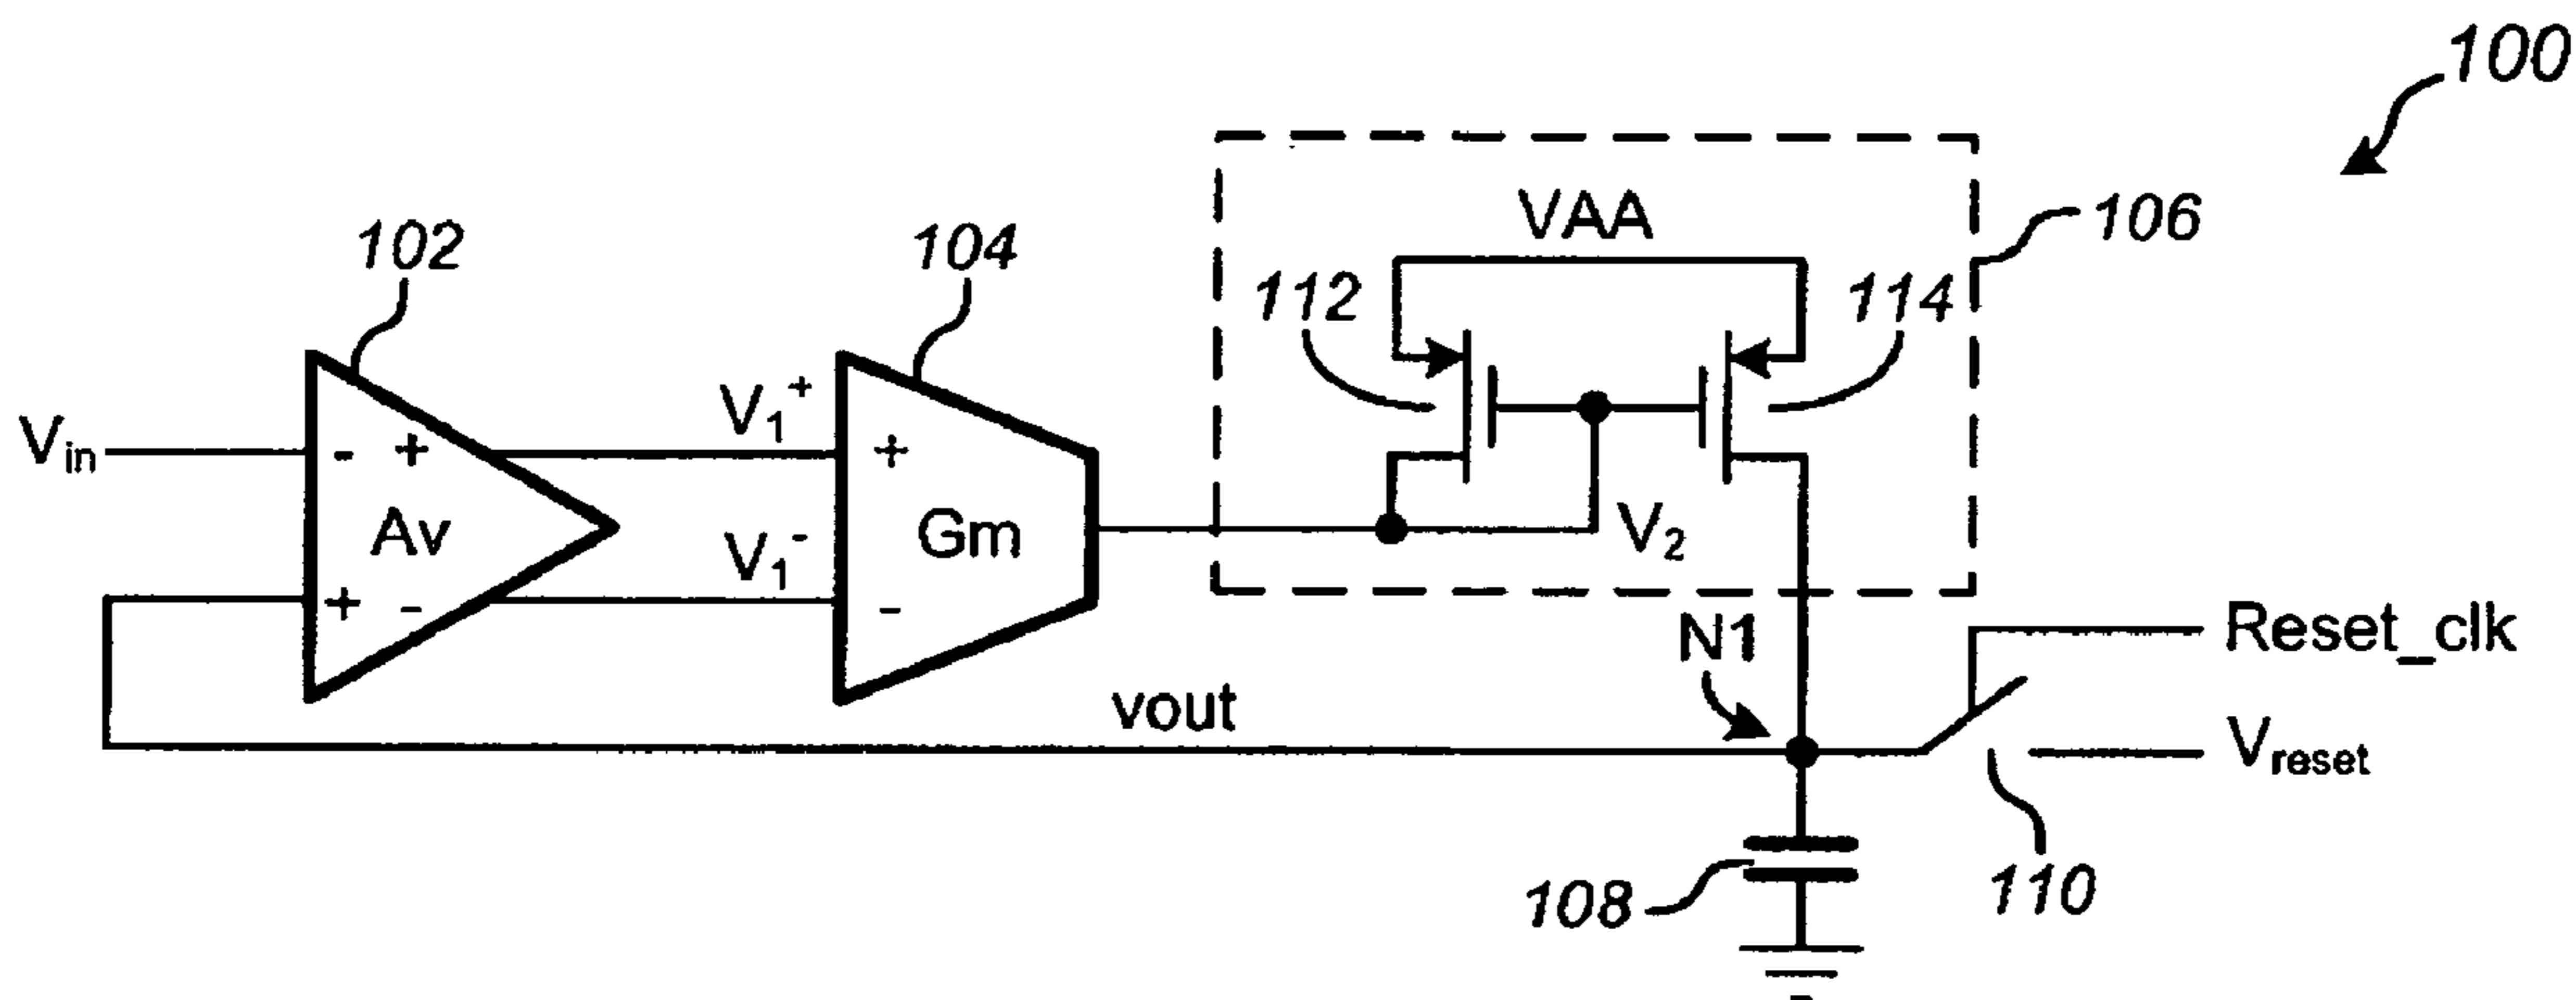 100
VAA
106
102
104
112
114
V₁⁺
Vin
- +
+
Av
Gm
V₁⁻
V₂
+ -
-
N1
Reset_clk
vout
Vreset
108
110